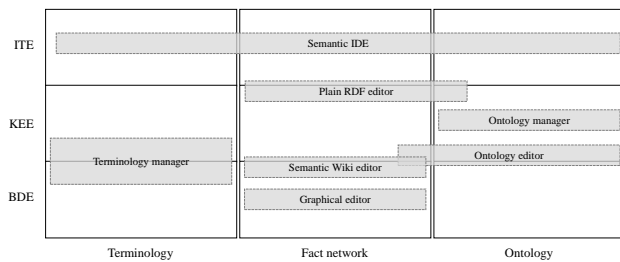 ITE
Semantic IDE
Plain RDF editor
KEE
Ontology manager
Terminology manager
Ontology editor
Semantic Wiki editor
BDE
Graphical editor
Terminology
Fact network
Ontology